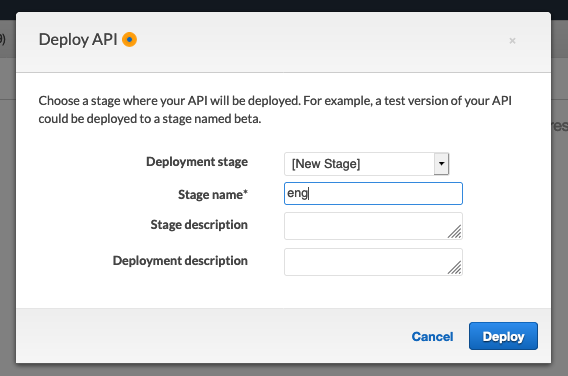 Deploy API
Choose a stage where your API will be deployed. For example, a test version of your API
could be deployed to a stage named beta.
Deployment stage [New Stage]
Stage name* eng
Stage description
Deployment description
Cancel Deploy